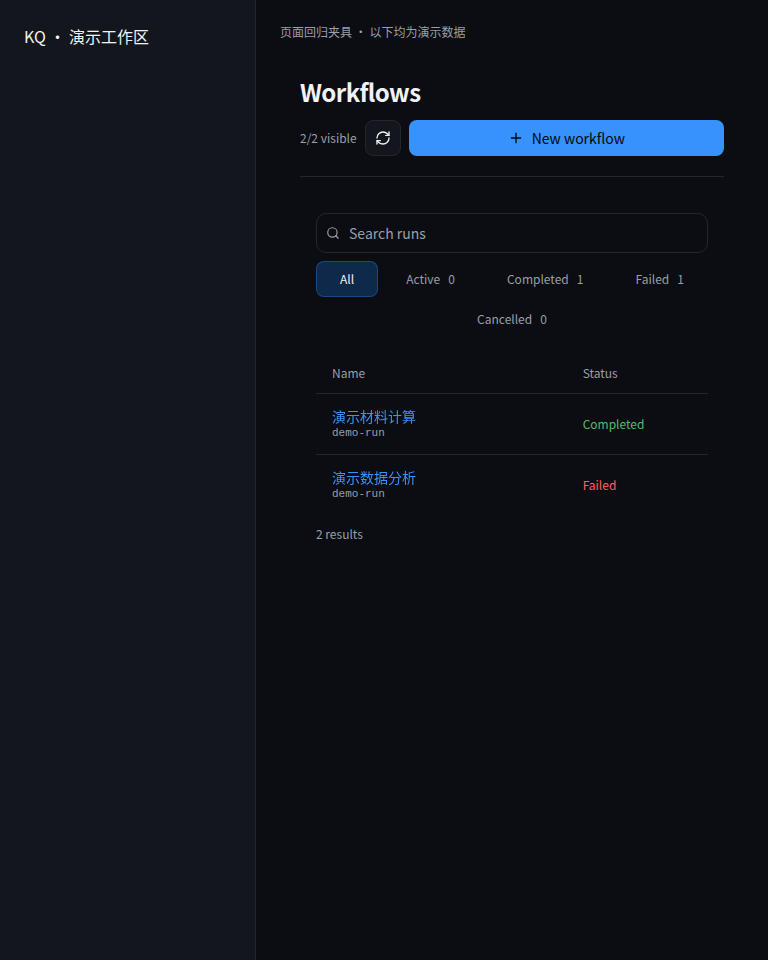 KQ · 演示工作区
页面回归夹具 · 以下均为演示数据
Workflows
2/2 visible
New workflow
Search runs
All Active 0 Completed 1 Failed 1
Cancelled 0
Name Status
演示材料计算 Completed
demo-run
演示数据分析 Failed
demo-run
2 results